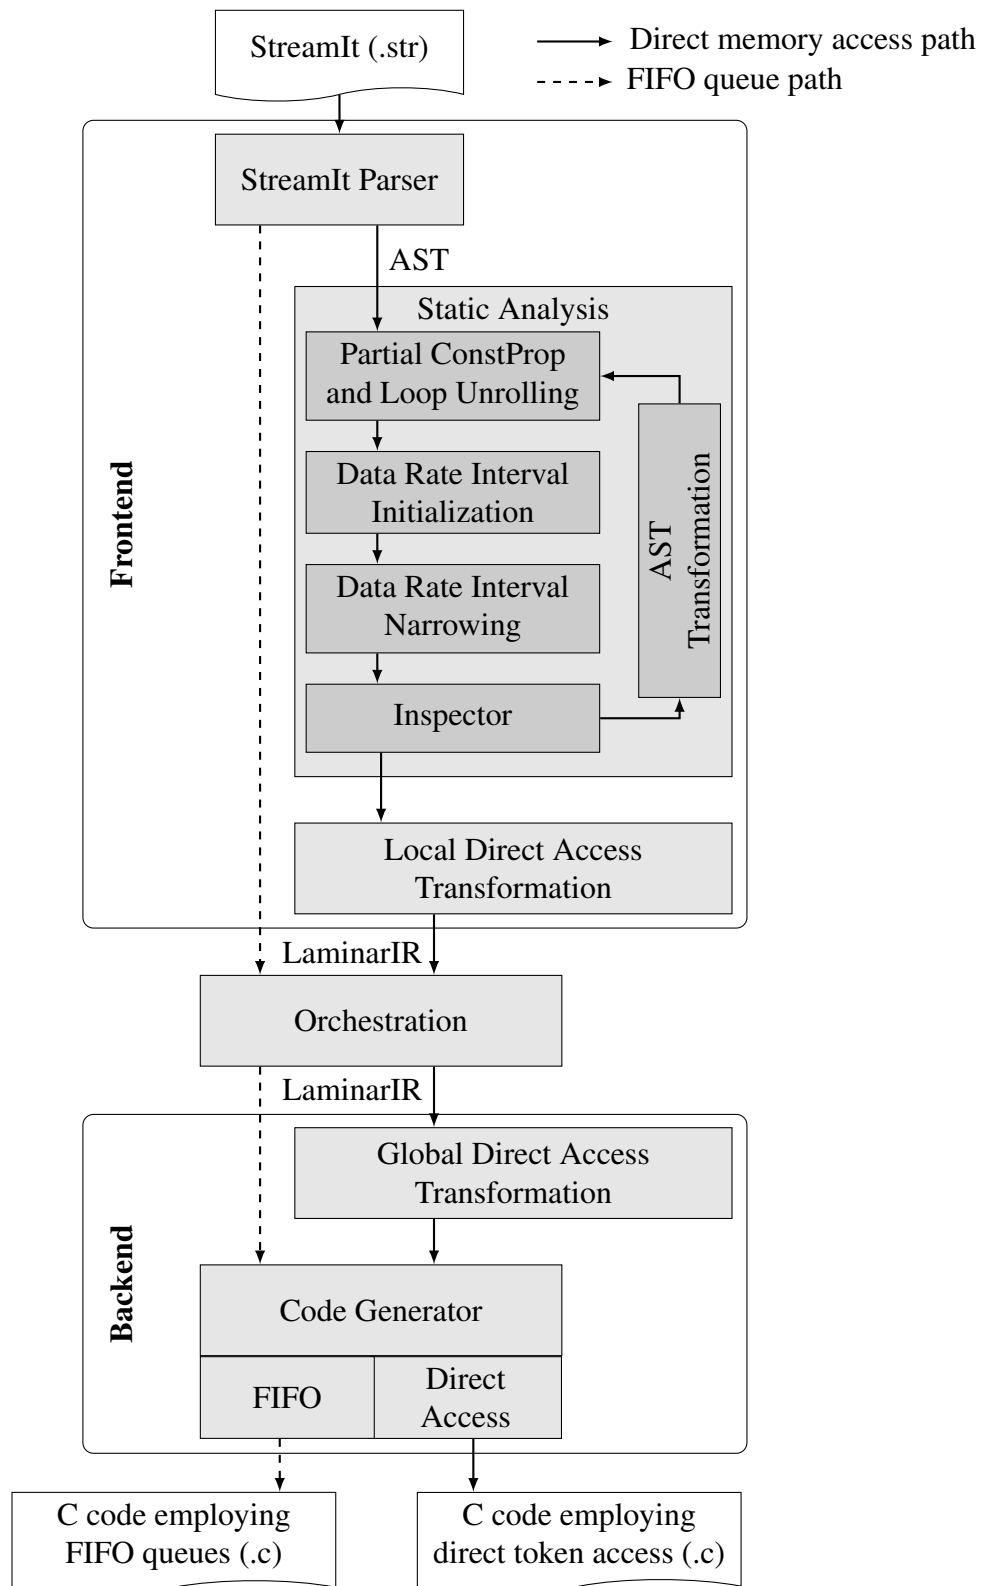 StreamIt (.str)
Direct memory access path
FIFO queue path
StreamIt Parser
AST
Static Analysis
Partial ConstProp
and Loop Unrolling
Data Rate Interval
Initialization
Data Rate Interval
Narrowing
Inspector
AST
Transformation
Frontend
Local Direct Access
Transformation
LaminarIR
Orchestration
LaminarIR
Global Direct Access
Transformation
Backend
Code Generator
FIFO
Direct
Access
C code employing
FIFO queues (.c)
C code employing
direct token access (.c)